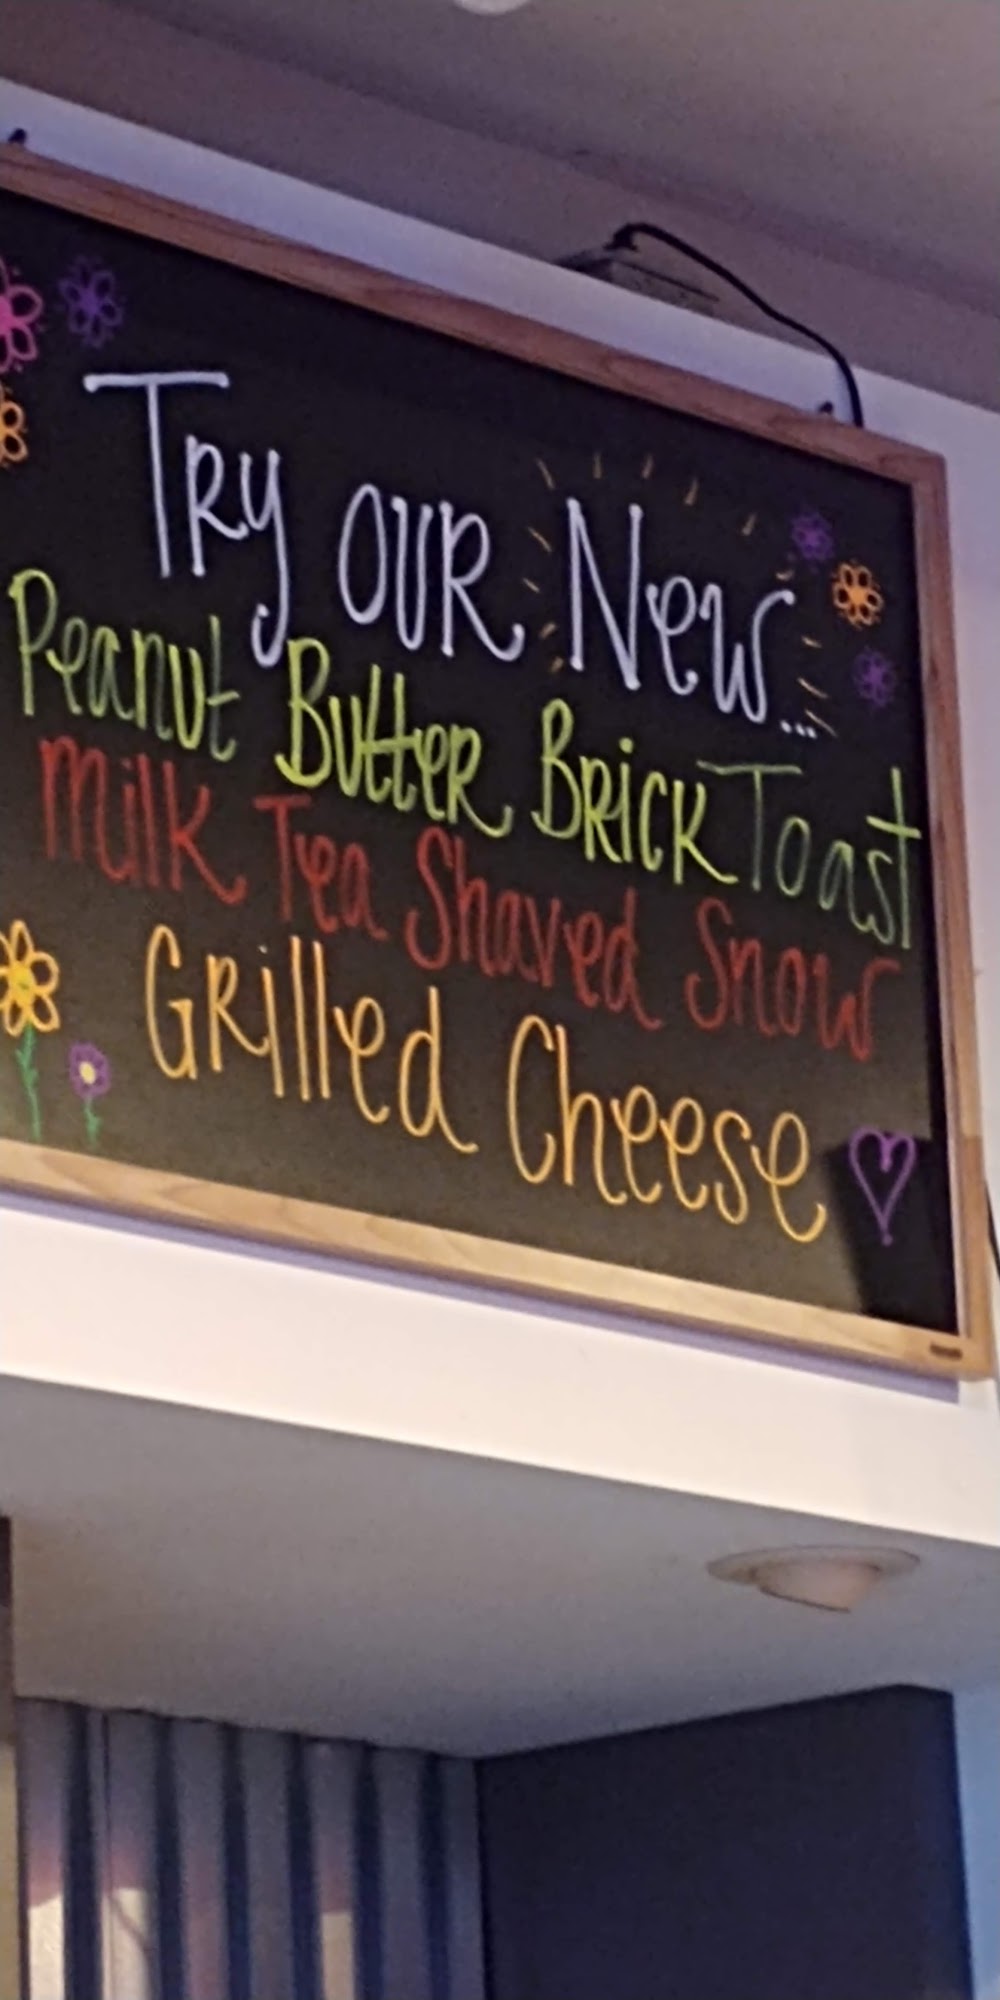 Try our New...
Peanut Butter Brick Toast
Milk Tea Shaved Snow
Grilled Cheese